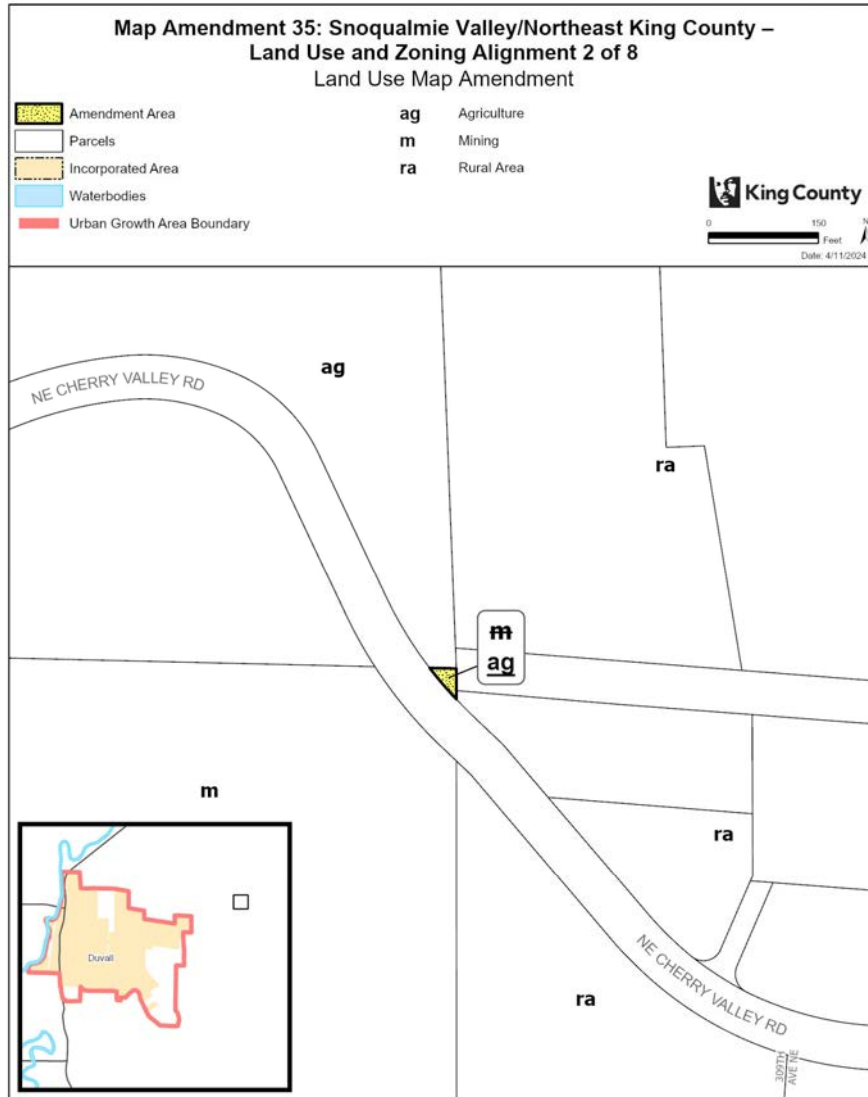 Map Amendment 35: Snoqualmie Valley/Northeast King County –
Land Use and Zoning Alignment 2 of 8
Land Use Map Amendment
Amendment Area
Parcels
Incorporated Area
Waterbodies
Urban Growth Area Boundary
ag Agriculture
m Mining
ra Rural Area
King County
0 150
Feet
N
Date: 4/11/2024
ag
NE CHERRY VALLEY RD
ra
m
ag
m
ra
NE CHERRY VALLEY RD
ra
309TH
AVE NE
Duvall